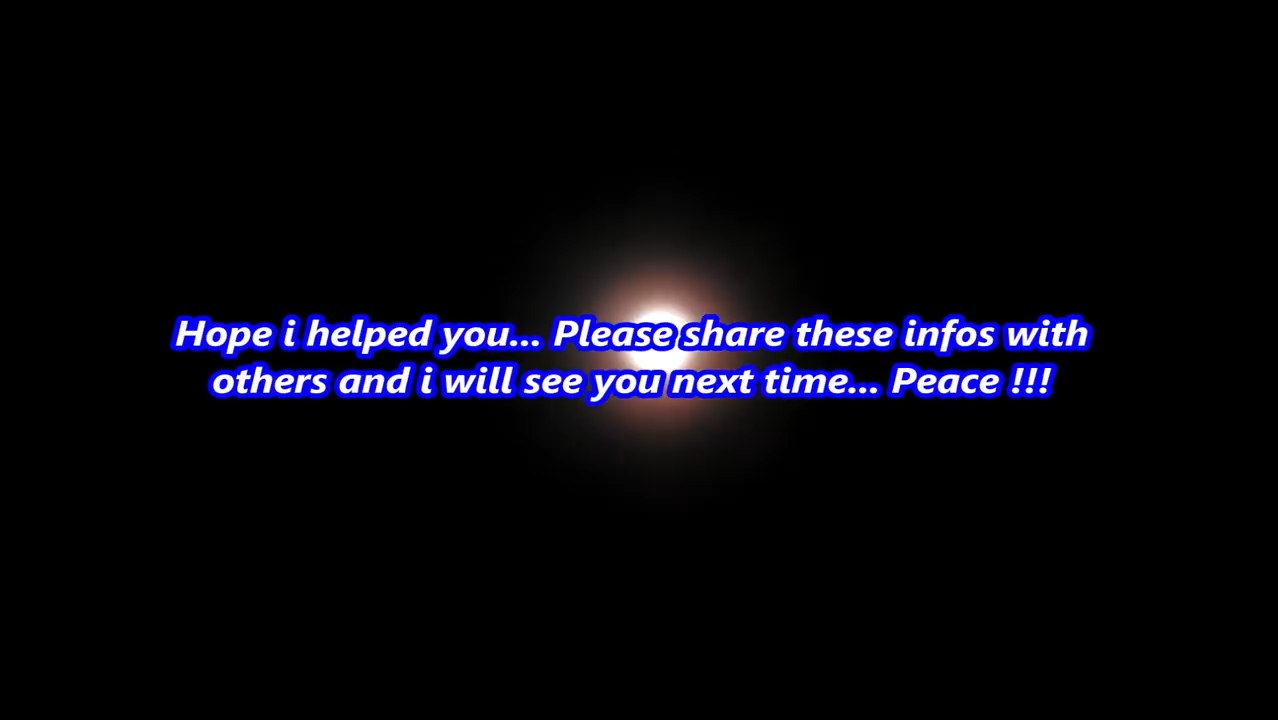 Hope i helped you... Please share these infos with
others and i will see you next time... Peace !!!